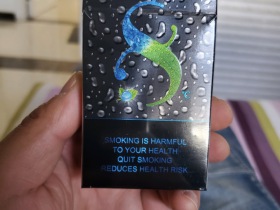 SMOKING IS HARMFUL
TO YOUR HEALTH
QUIT SMOKING
REDUCES HEALTH RISK